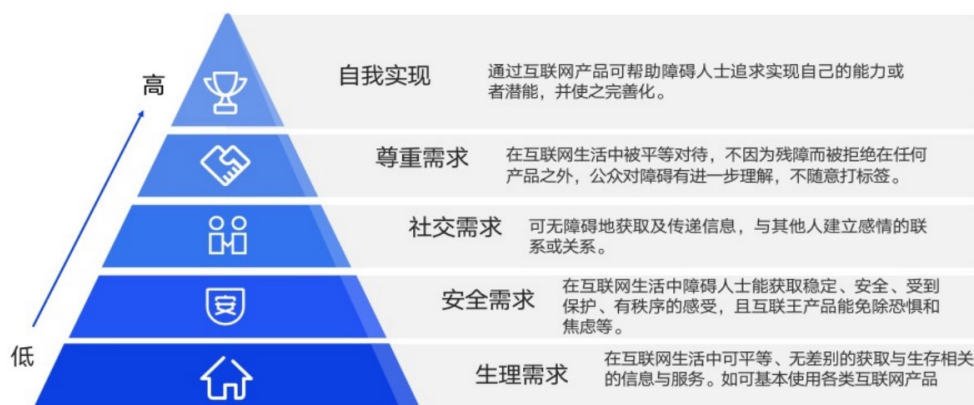 高
自我实现
通过互联网产品可帮助障碍人士追求实现自己的能力或
者潜能，并使之完善化。
尊重需求
在互联网生活中被平等对待，不因为残障而被拒绝在任何
产品之外，公众对障碍有进一步理解，不随意打标签。
社交需求
可无障碍地获取及传递信息，与其他人建立感情的联
系或关系。
安
安全需求
在互联网生活中障碍人士能获取稳定、安全、受到
保护、有秩序的感受，且互联王产品能免除恐惧和
焦虑等。
低
生理需求
在互联网生活中可平等、无差别的获取与生存相关
的信息与服务。如可基本使用各类互联网产品